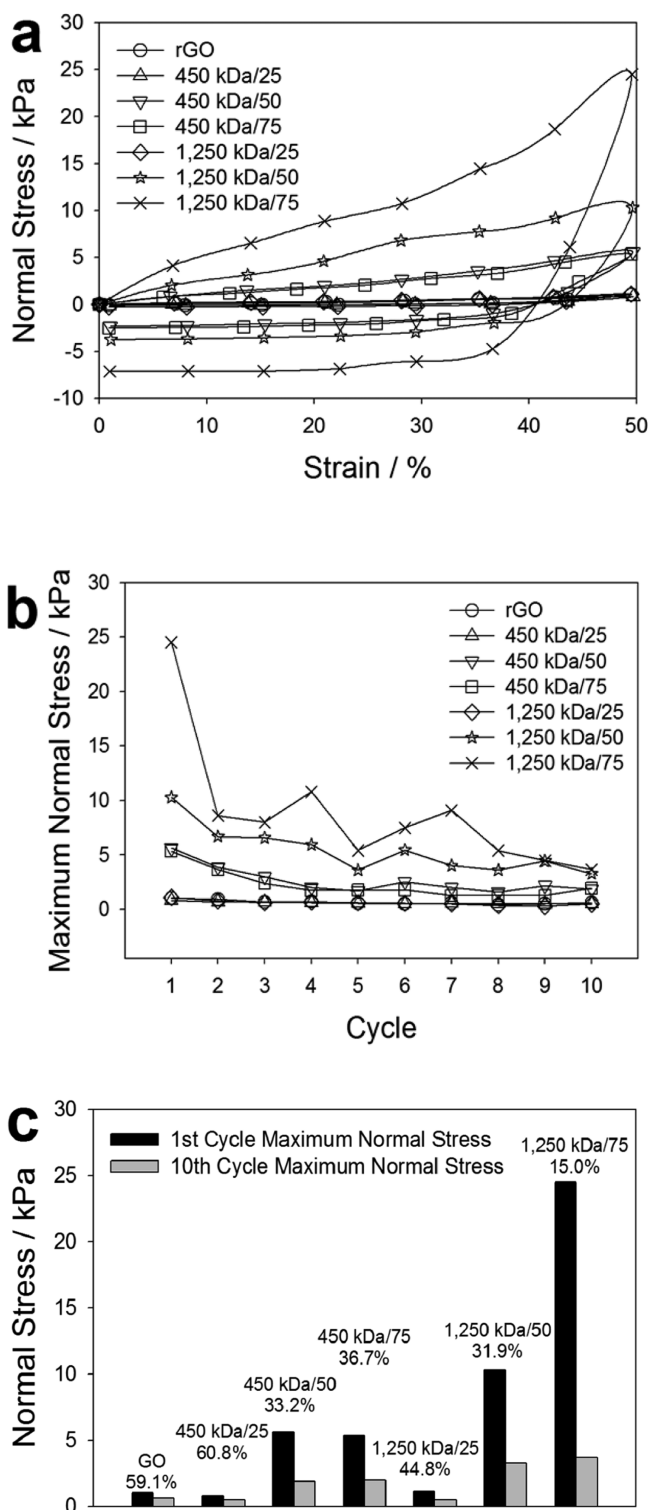 a
30
25
20
15
10
5
0
-5
-10
Normal Stress / kPa
rGO
450 kDa/25
450 kDa/50
450 kDa/75
1,250 kDa/25
1,250 kDa/50
1,250 kDa/75
0 10 20 30 40 50
Strain / %
b
30
25
20
15
10
5
0
Maximum Normal Stress / kPa
rGO
450 kDa/25
450 kDa/50
450 kDa/75
1,250 kDa/25
1,250 kDa/50
1,250 kDa/75
1 2 3 4 5 6 7 8 9 10
Cycle
c
30
25
20
15
10
5
0
Normal Stress / kPa
1st Cycle Maximum Normal Stress
10th Cycle Maximum Normal Stress
GO
59.1%
450 kDa/25
60.8%
450 kDa/50
33.2%
450 kDa/75
36.7%
1,250 kDa/25
44.8%
1,250 kDa/50
31.9%
1,250 kDa/75
15.0%